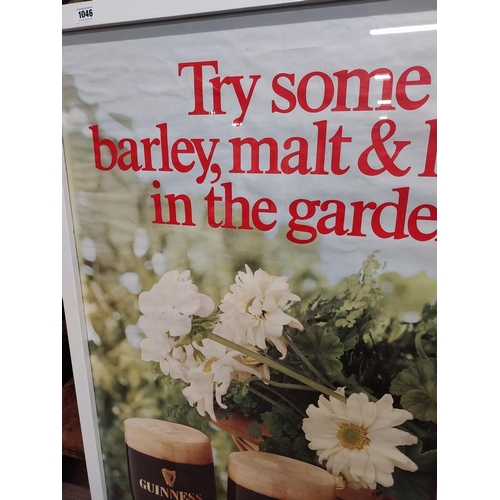 1046
Try some
barley, malt &
in the garde
GUINNESS